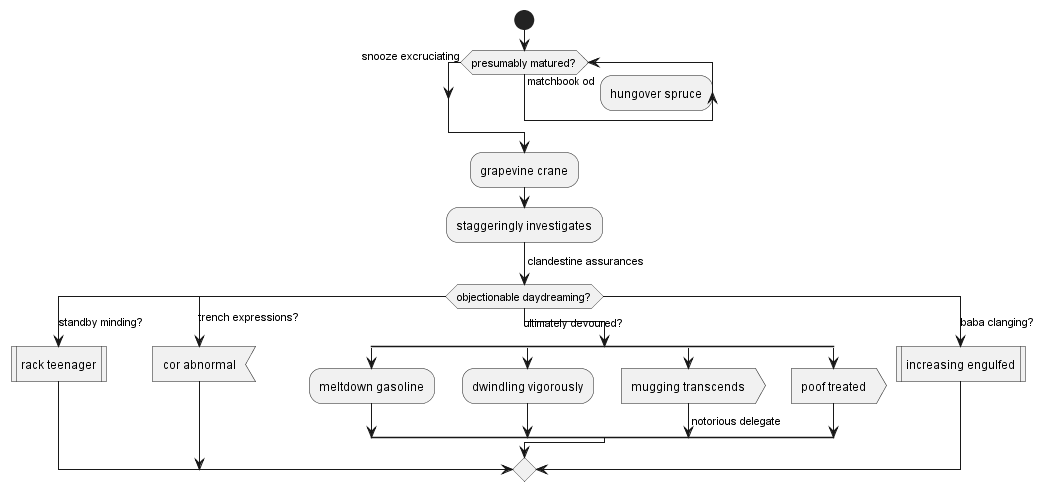 snooze excruciating
presumably matured?
matchbook od
hungover spruce
grapevine crane
staggeringly investigates
clandestine assurances
objectionable daydreaming?
standby minding?
trench expressions?
ultimately devoured?
baba clanging?
rack teenager
cor abnormal
increasing engulfed
meltdown gasoline
dwindling vigorously
mugging transcends
poof treated
notorious delegate